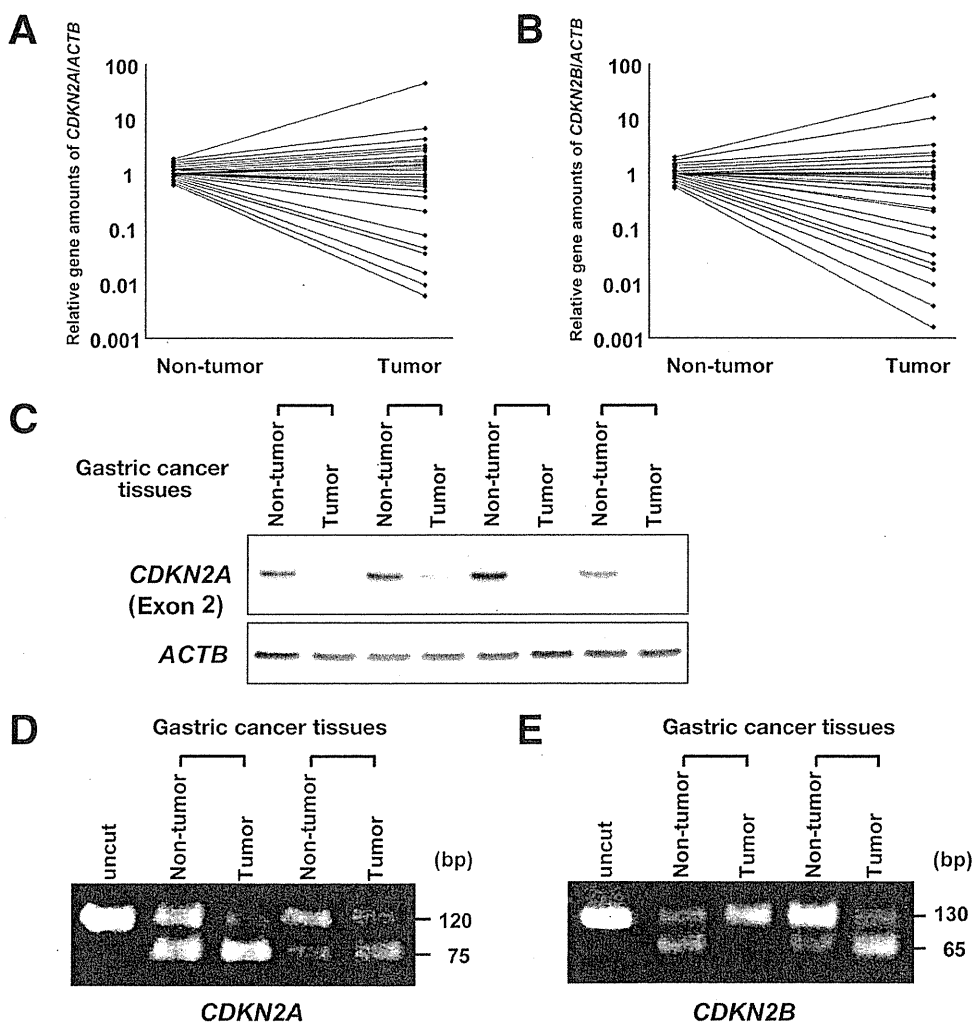 A
Relative gene amounts of CDKN2A/ACTB
100
10
1
0.1
0.01
0.001
Non-tumor
Tumor
B
Relative gene amounts of CDKN2B/ACTB
100
10
1
0.1
0.01
0.001
Non-tumor
Tumor
C
Gastric cancer
tissues
Non-tumor
Tumor
Non-tumor
Tumor
Non-tumor
Tumor
Non-tumor
Tumor
CDKN2A
(Exon 2)
ACTB
D
Gastric cancer tissues
uncut
Non-tumor
Tumor
Non-tumor
Tumor
(bp)
120
75
CDKN2A
E
Gastric cancer tissues
uncut
Non-tumor
Tumor
Non-tumor
Tumor
(bp)
130
65
CDKN2B